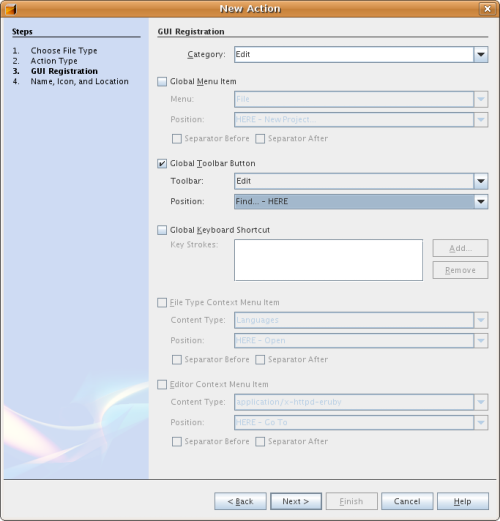 New Action
Steps
1. Choose File Type
2. Action Type
3. GUI Registration
4. Name, Icon, and Location
GUI Registration
Category: Edit
Global Menu Item
Menu: File
Position: HERE - New Project...
Separator Before Separator After
Global Toolbar Button
Toolbar: Edit
Position: Find... - HERE
Global Keyboard Shortcut
Key Strokes: Add...
Remove
File Type Context Menu Item
Content Type: Languages
Position: HERE - Open
Separator Before Separator After
Editor Context Menu Item
Content Type: application/x-httpd-eruby
Position: HERE - Go To
Separator Before Separator After
< Back Next > Finish Cancel Help